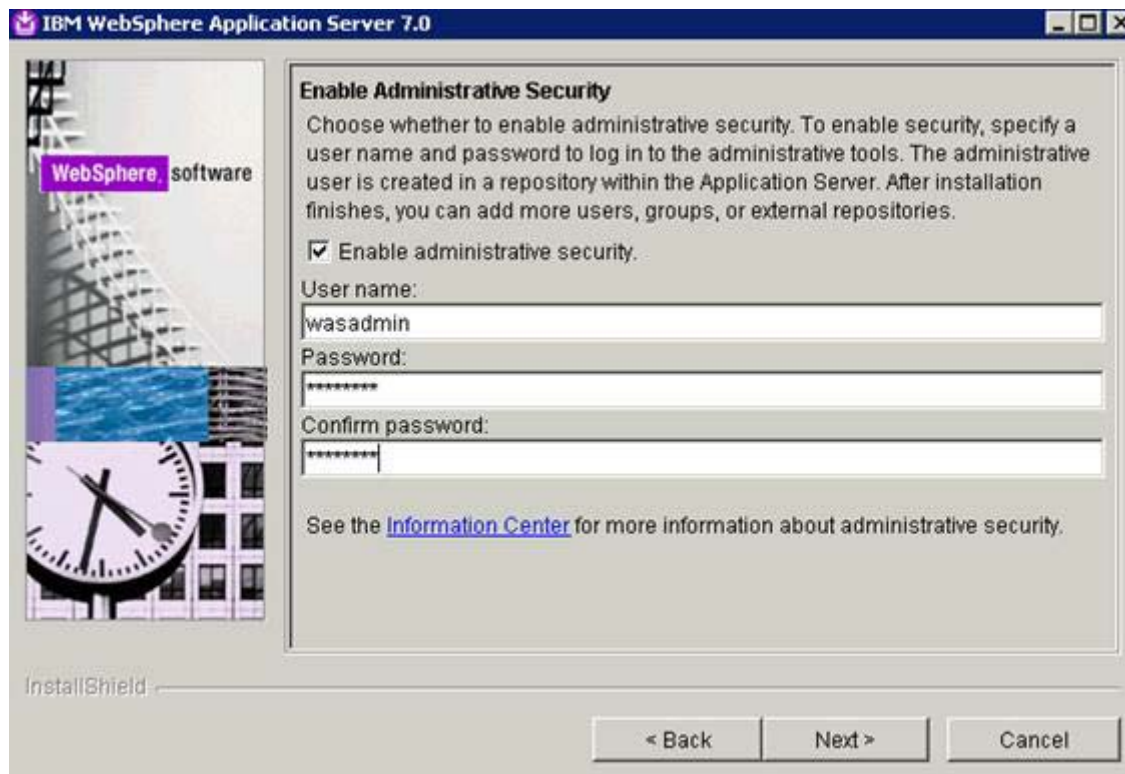 IBM WebSphere Application Server 7.0
WebSphere. software
Enable Administrative Security
Choose whether to enable administrative security. To enable security, specify a
user name and password to log in to the administrative tools. The administrative
user is created in a repository within the Application Server. After installation
finishes, you can add more users, groups, or external repositories.
Enable administrative security.
User name:
wasadmin
Password:
********
Confirm password:
********
See the Information Center for more information about administrative security.
InstallShield
< Back
Next >
Cancel